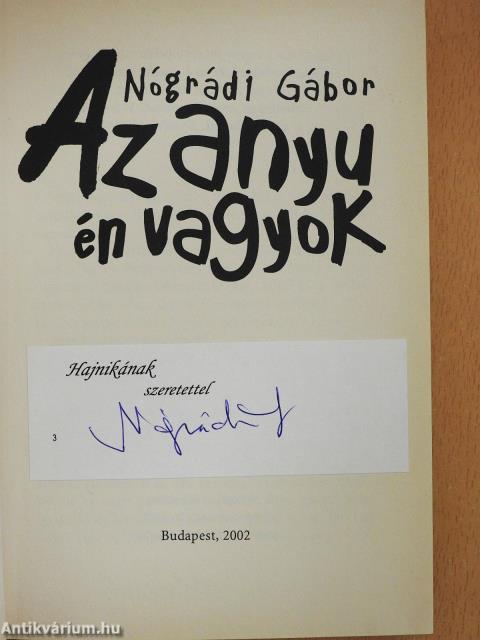 Nógrádi Gábor
Az anyu
én vagyok
Hajnikának
szeretettel
Nógrádi G
3
Budapest, 2002
Antikvárium.hu